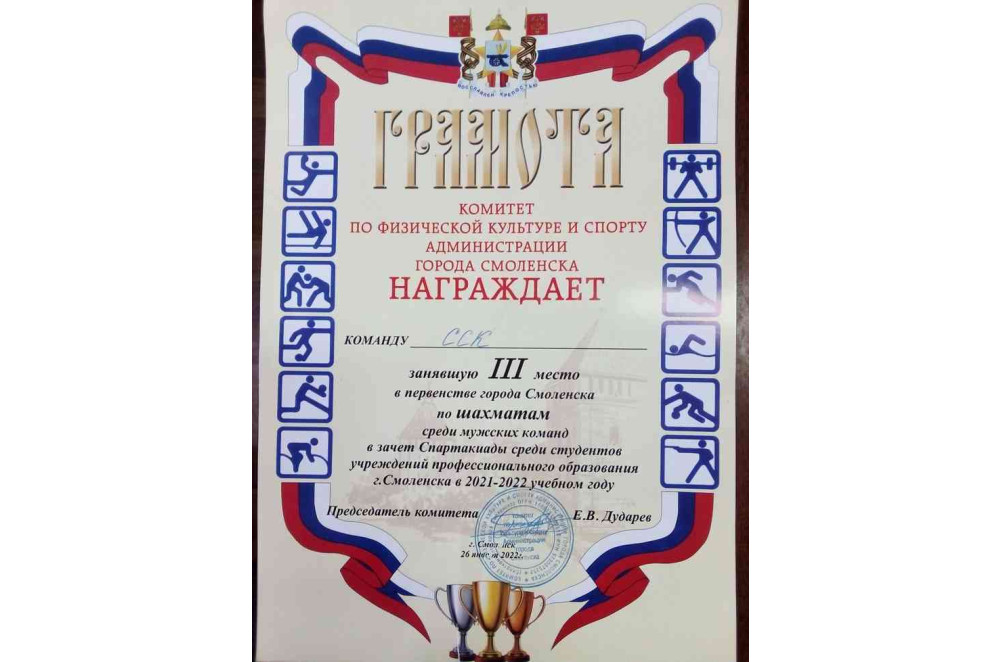 ГРАМОТА
КОМИТЕТ
ПО ФИЗИЧЕСКОЙ КУЛЬТУРЕ И СПОРТУ
АДМИНИСТРАЦИИ
ГОРОДА СМОЛЕНСКА
НАГРАЖДАЕТ
КОМАНДУ ССК
занявшую III место
в первенстве города Смоленска
по шахматам
среди мужских команд
в зачет Спартакиады среди студентов
учреждений профессионального образования
г.Смоленска в 2021-2022 учебном году
Председатель комитета Е.В. Дударев
26 2022г.